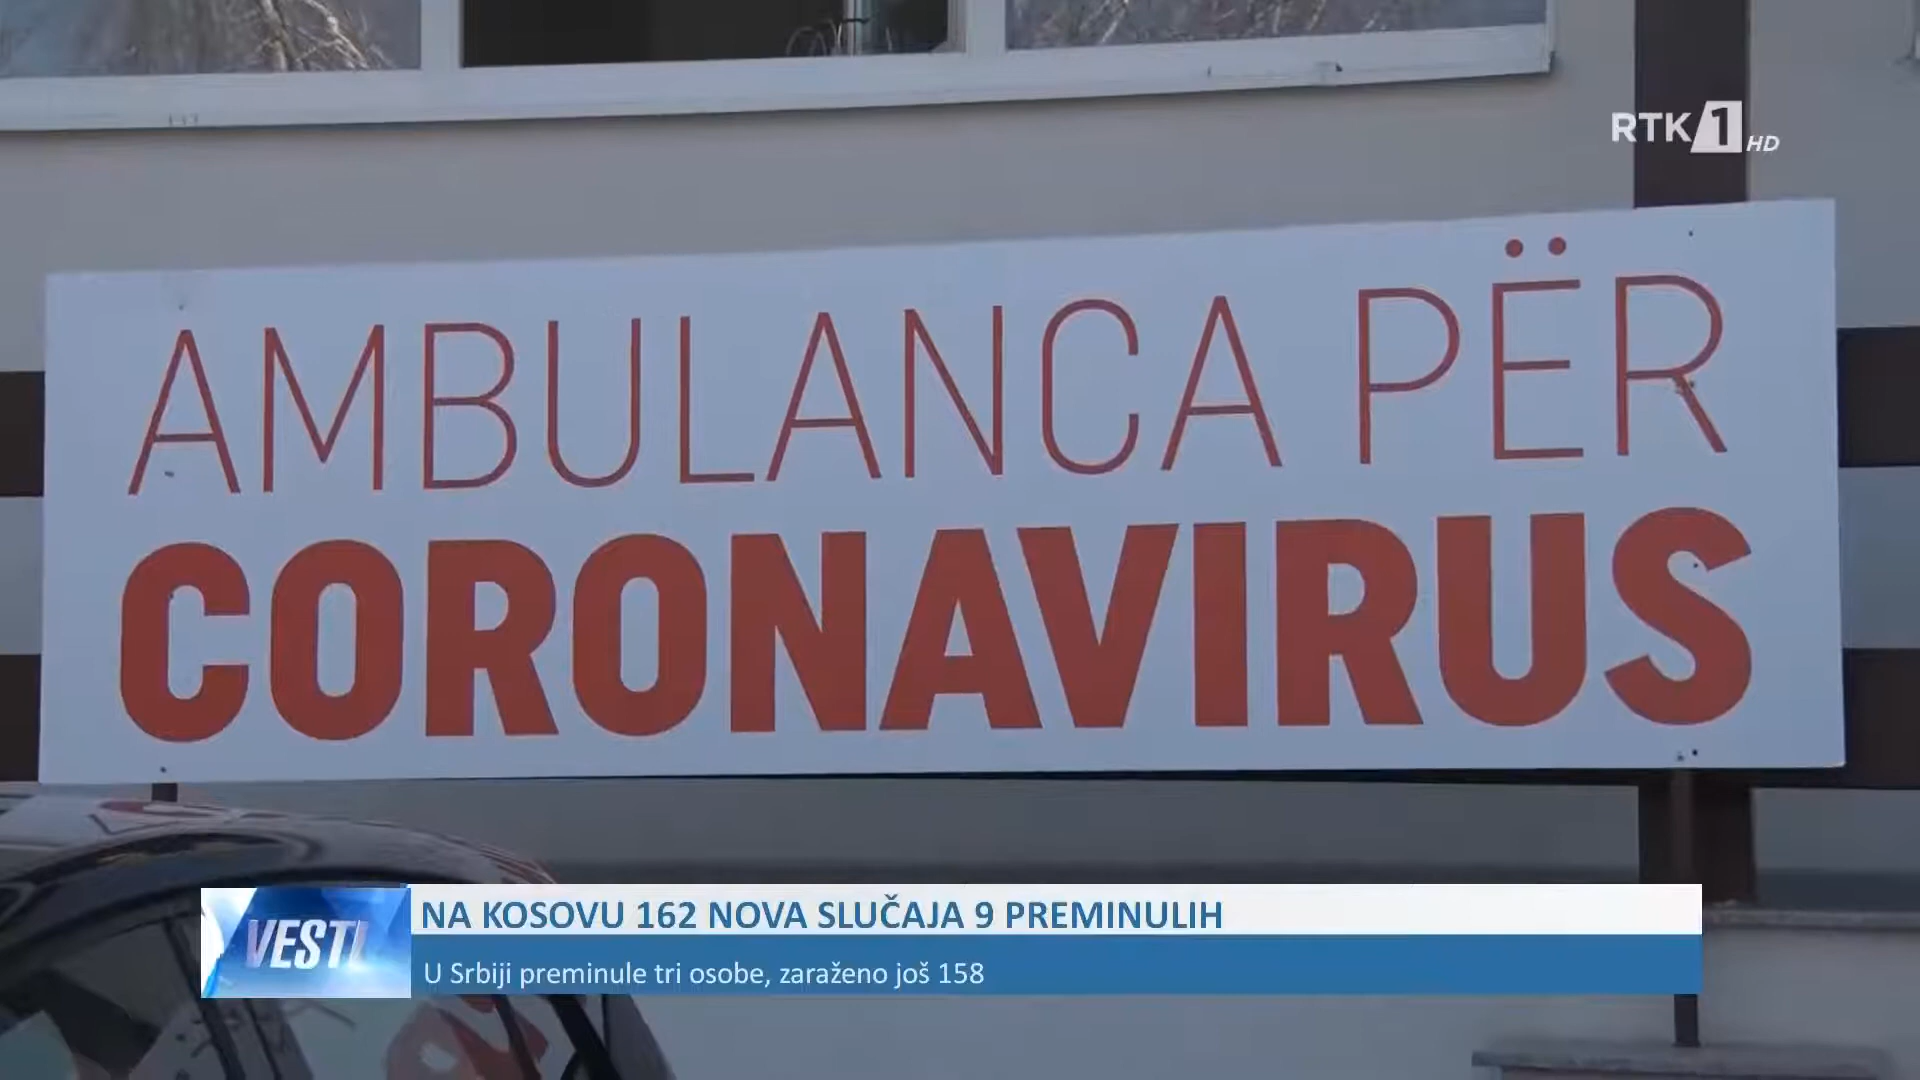 RTK 1 HD
AMBULANCA PËR
CORONAVIRUS
VESTI
NA KOSOVU 162 NOVA SLUČAJA 9 PREMINULIH
U Srbiji preminule tri osobe, zaraženo još 158